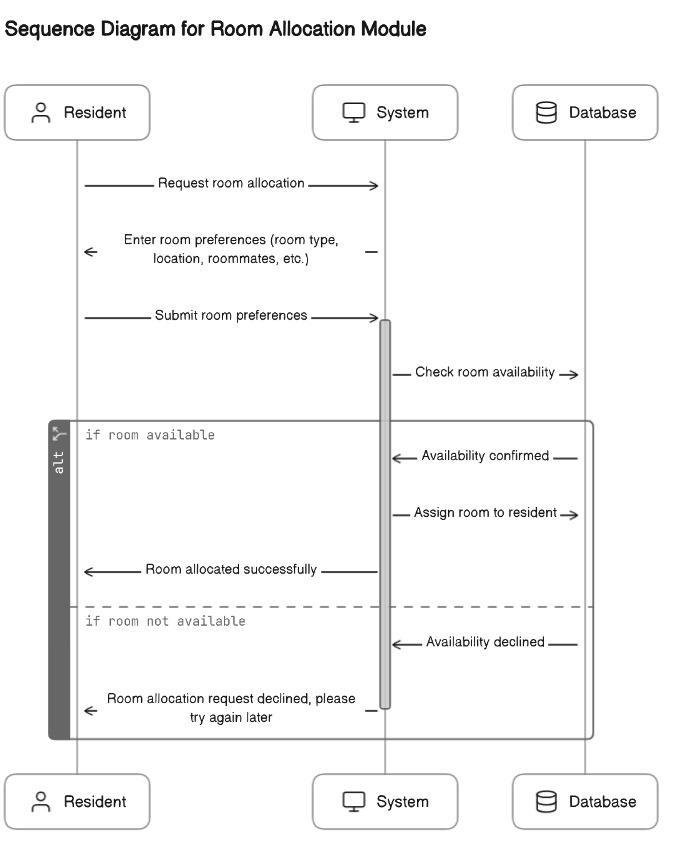 Sequence Diagram for Room Allocation Module
Resident
System
Database
Request room allocation
Enter room preferences (room type,
location, roommates, etc.)
Submit room preferences
Check room availability
alt
if room available
Availability confirmed
Assign room to resident
Room allocated successfully
if room not available
Availability declined
Room allocation request declined, please
try again later
Resident
System
Database